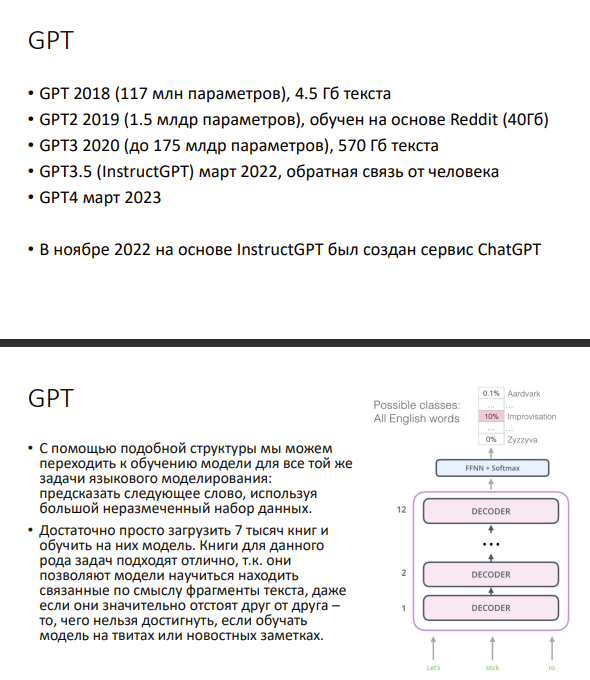 GPT
• GPT 2018 (117 млн параметров), 4.5 Гб текста
• GPT2 2019 (1.5 млдр параметров), обучен на основе Reddit (40Гб)
• GPT3 2020 (до 175 млдр параметров), 570 Гб текста
• GPT3.5 (InstructGPT) март 2022, обратная связь от человека
• GPT4 март 2023
• В ноябре 2022 на основе InstructGPT был создан сервис ChatGPT
GPT
• С помощью подобной структуры мы можем
переходить к обучению модели для все той же
задачи языкового моделирования:
предсказать следующее слово, используя
большой неразмеченный набор данных.
• Достаточно просто загрузить 7 тысяч книг и
обучить на них модель. Книги для данного
рода задач подходят отлично, т.к. они
позволяют модели научиться находить
связанные по смыслу фрагменты текста, даже
если они значительно отстоят друг от друга –
то, чего нельзя достигнуть, если обучать
модель на твитах или новостных заметках.
Possible classes:
All English words
0.1% Aardvark
... ...
10% Improvisation
... ...
0% Zyzzyva
FFNN + Softmax
12 DECODER
...
2 DECODER
1 DECODER
Let's stick to